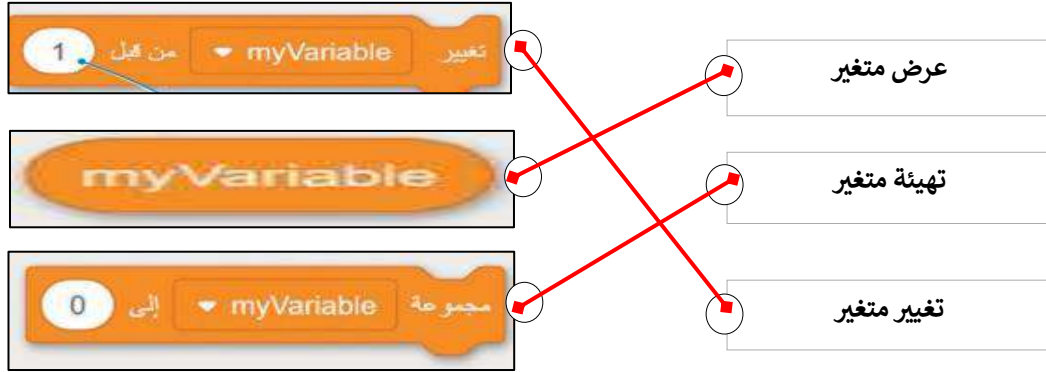 تغيير myVariable من قبل 1
عرض متغير
myVariable
تهيئة متغير
مجموعة myVariable إلى 0
تغيير متغير